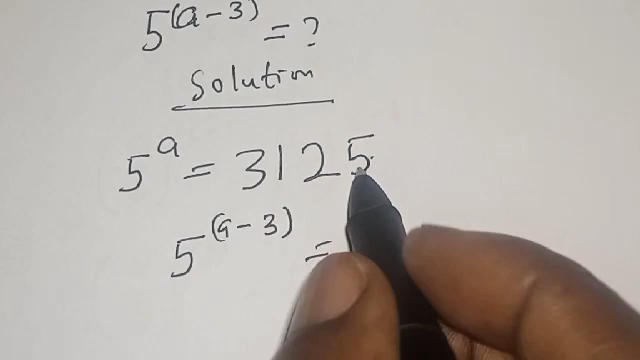 5^(a-3) = ?
Solution
5^a = 3125
5^(a-3) =